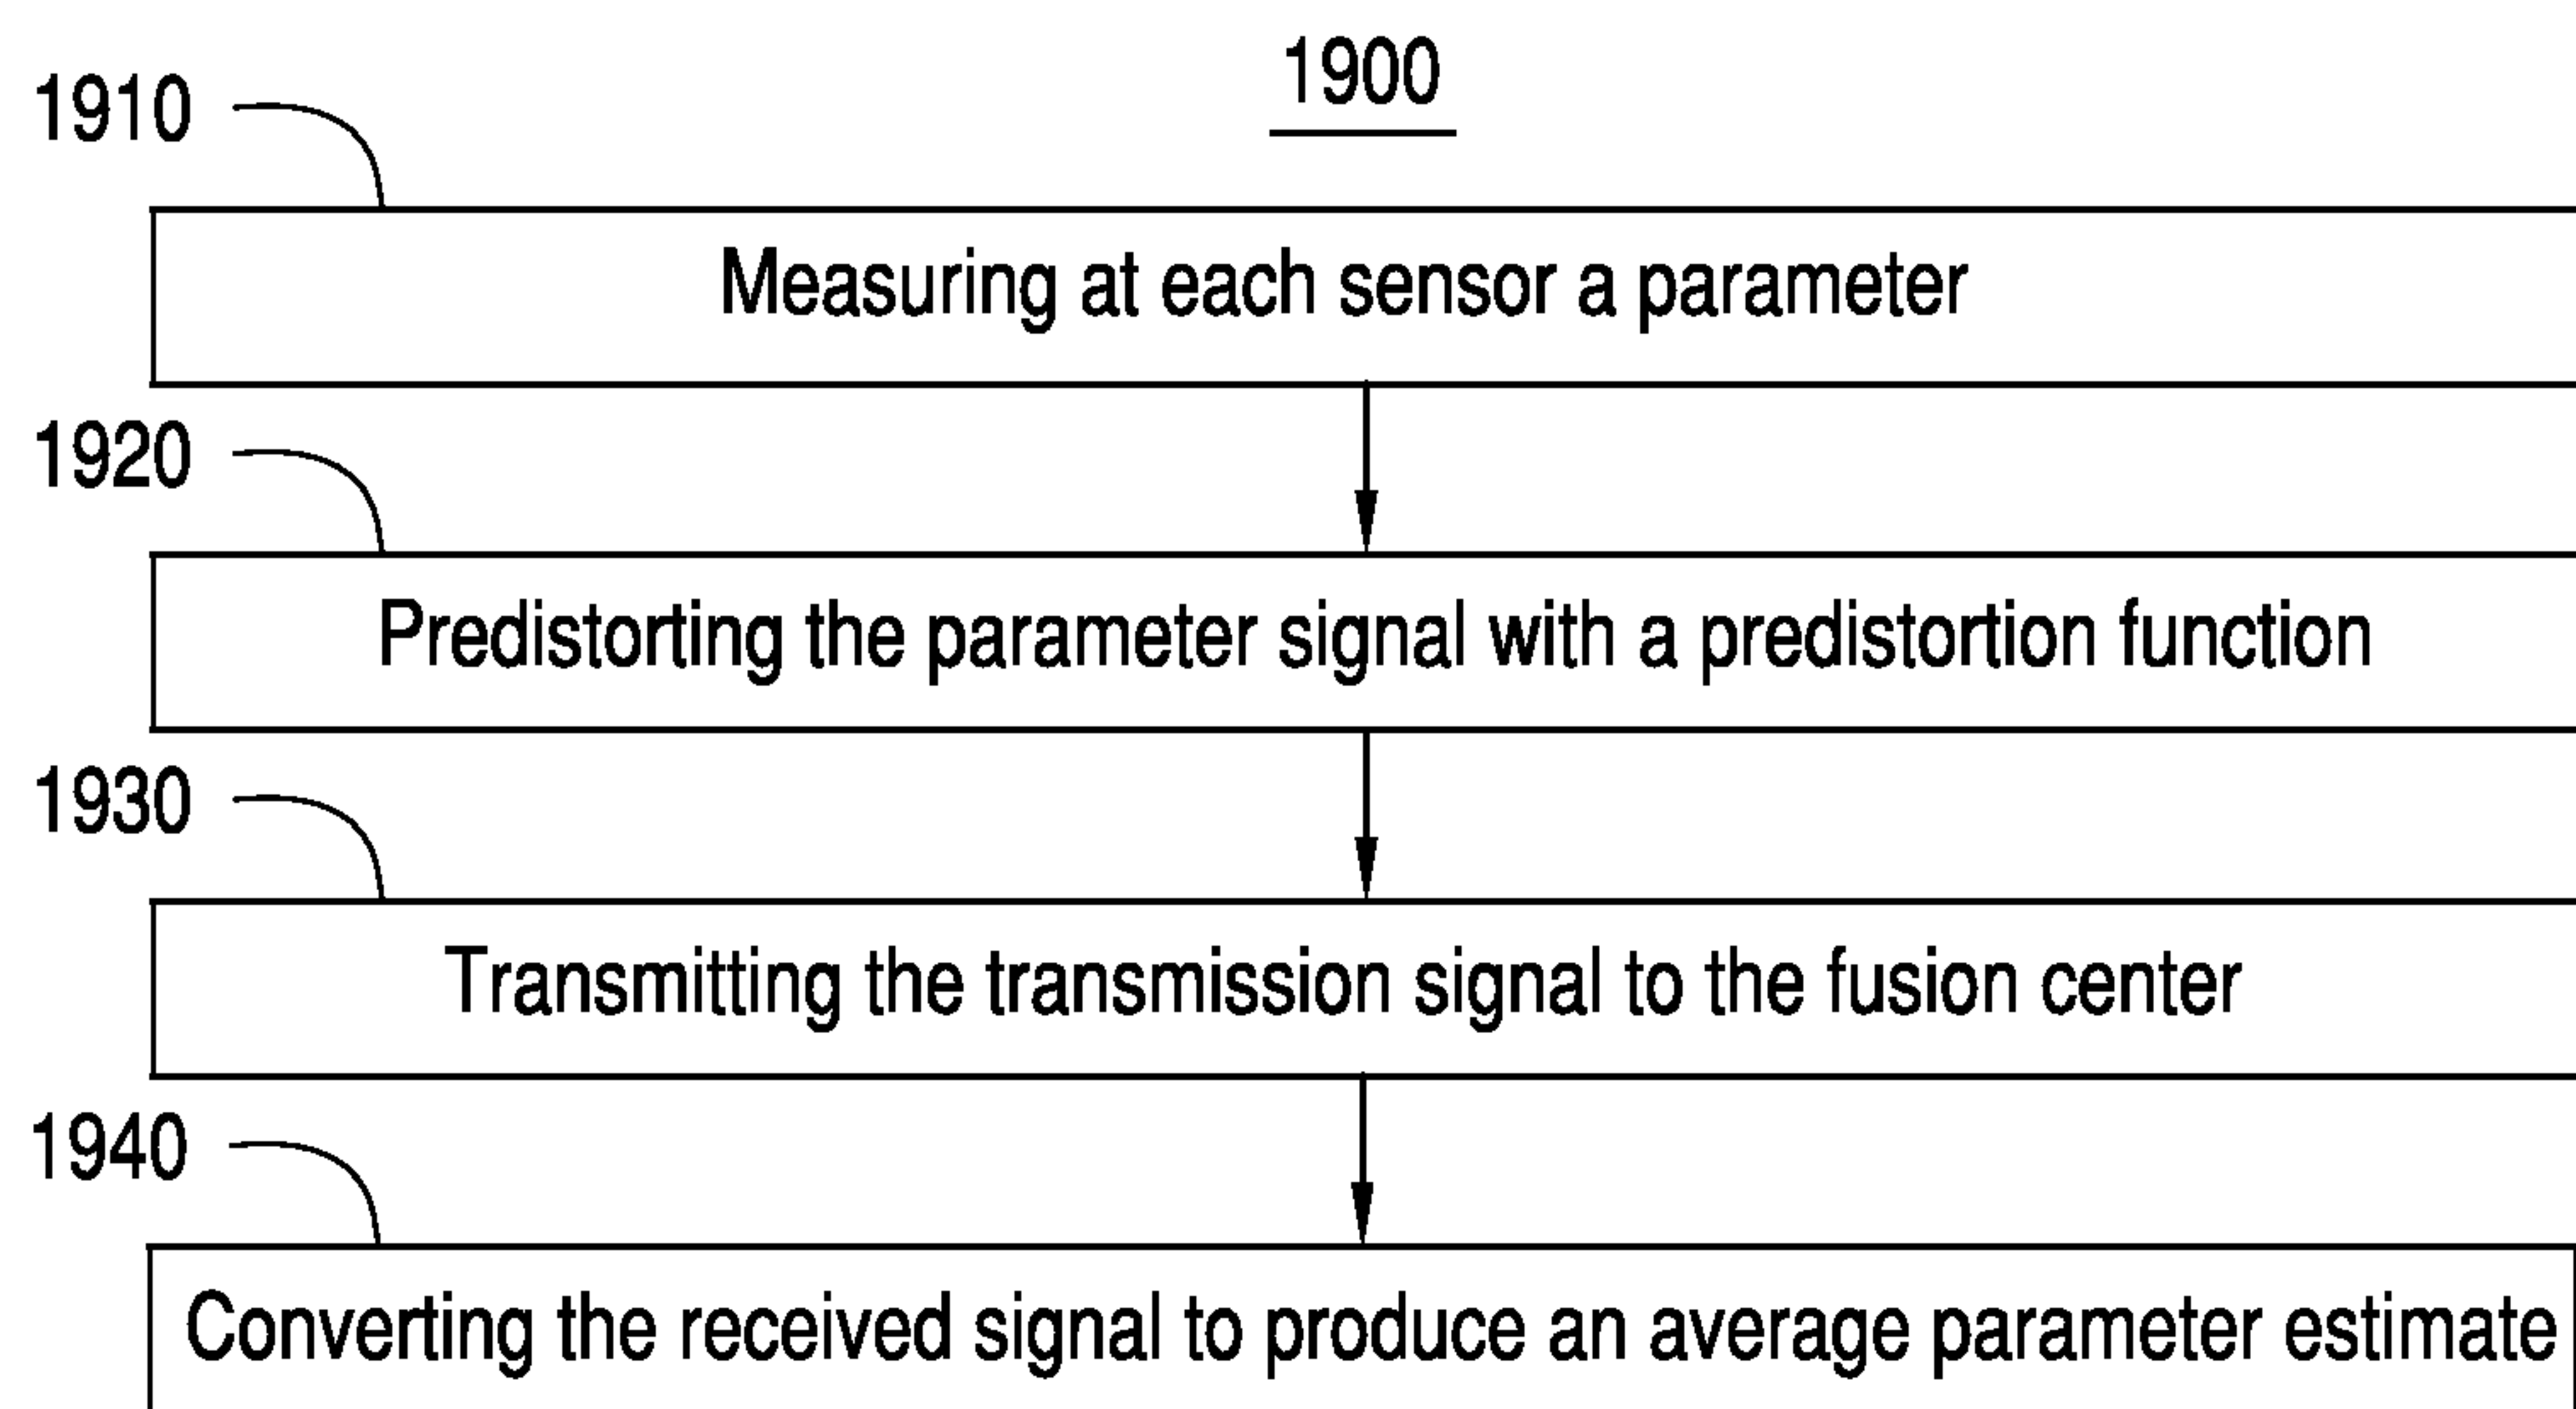 1900
1910
Measuring at each sensor a parameter
1920
Predistorting the parameter signal with a predistortion function
1930
Transmitting the transmission signal to the fusion center
1940
Converting the received signal to produce an average parameter estimate